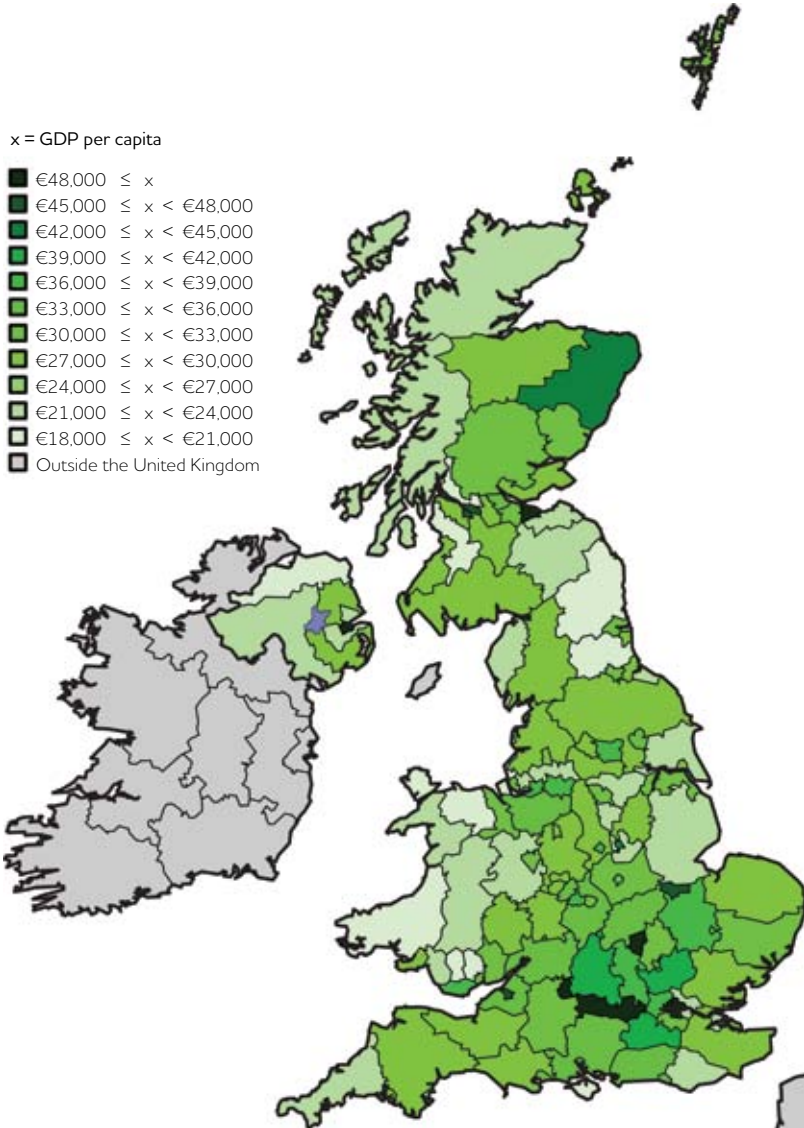 x = GDP per capita
€48,000 ≤ x
€45,000 ≤ x < €48,000
€42,000 ≤ x < €45,000
€39,000 ≤ x < €42,000
€36,000 ≤ x < €39,000
€33,000 ≤ x < €36,000
€30,000 ≤ x < €33,000
€27,000 ≤ x < €30,000
€24,000 ≤ x < €27,000
€21,000 ≤ x < €24,000
€18,000 ≤ x < €21,000
Outside the United Kingdom